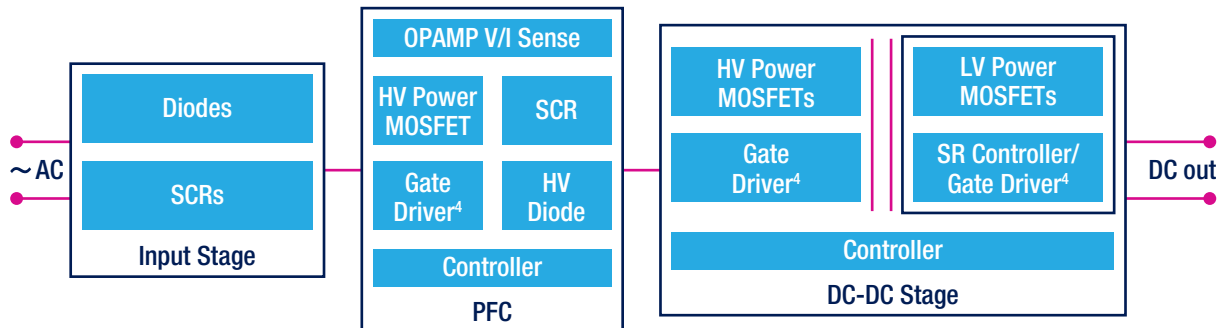 ~ AC
Diodes
SCRs
Input Stage
OPAMP V/I Sense
HV Power
MOSFET
SCR
Gate
Driver⁴
HV
Diode
Controller
PFC
HV Power
MOSFETs
Gate
Driver⁴
LV Power
MOSFETs
SR Controller/
Gate Driver⁴
Controller
DC-DC Stage
DC out